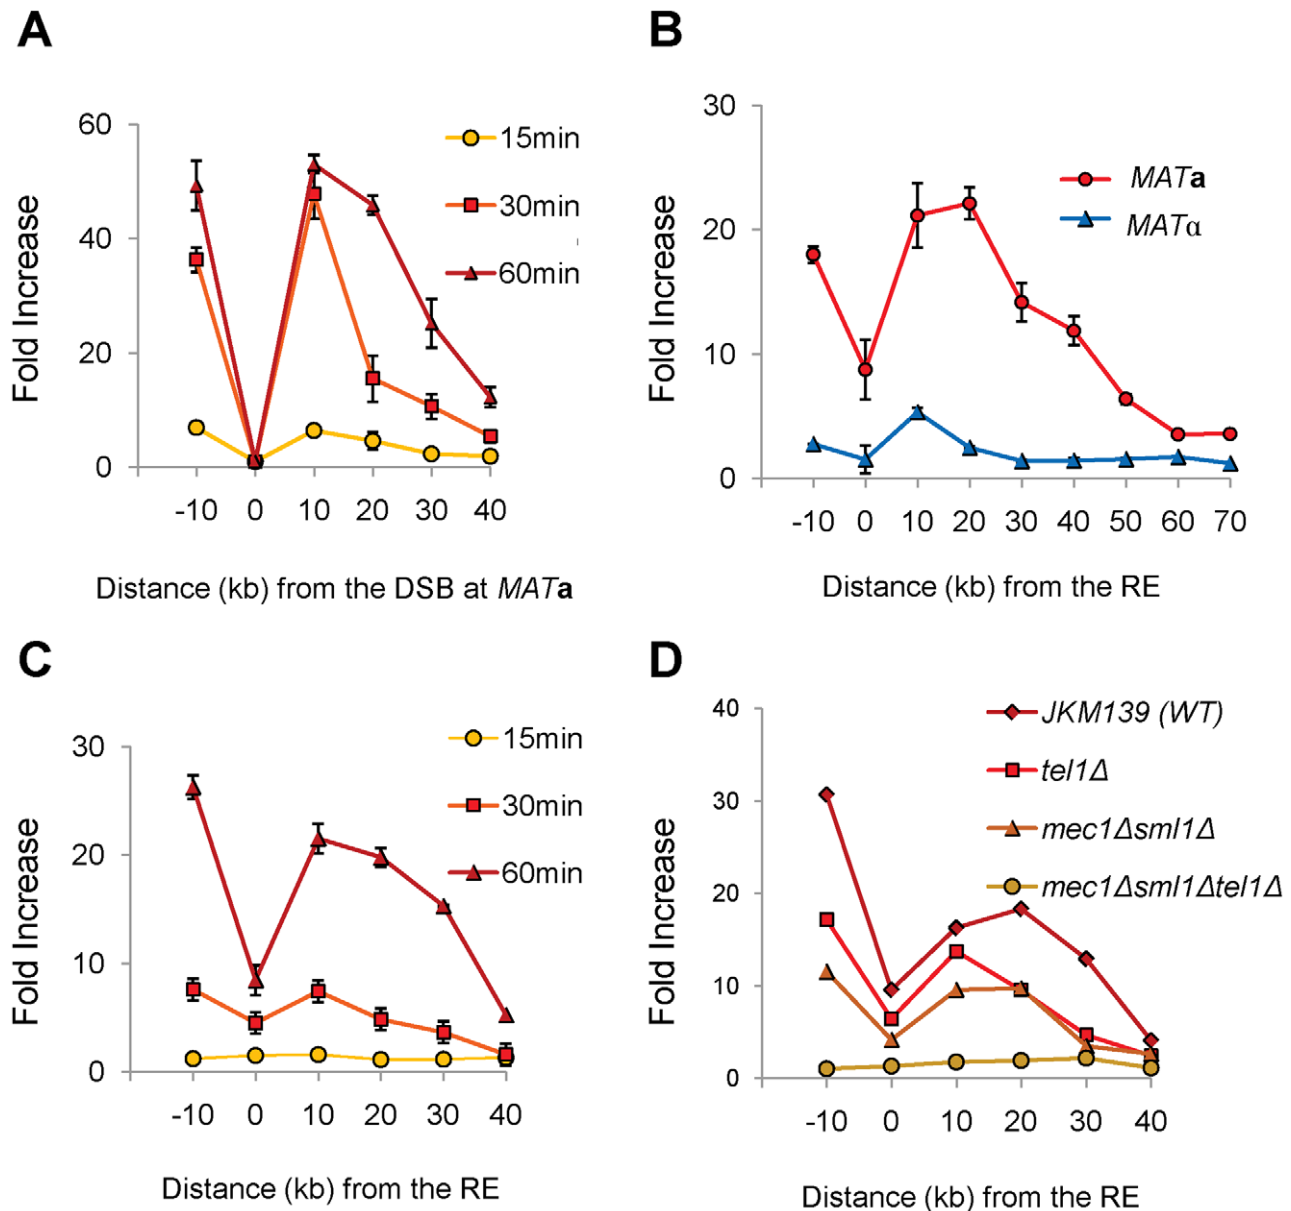 A
Fold Increase
60
40
20
0
15min
30min
60min
-10 0 10 20 30 40
Distance (kb) from the DSB at MATa
B
Fold Increase
30
20
10
0
MATa
MATα
-10 0 10 20 30 40 50 60 70
Distance (kb) from the RE
C
Fold Increase
30
20
10
0
15min
30min
60min
-10 0 10 20 30 40
Distance (kb) from the RE
D
Fold Increase
40
30
20
10
0
JKM139 (WT)
tel1Δ
mec1Δsml1Δ
mec1Δsml1Δtel1Δ
-10 0 10 20 30 40
Distance (kb) from the RE